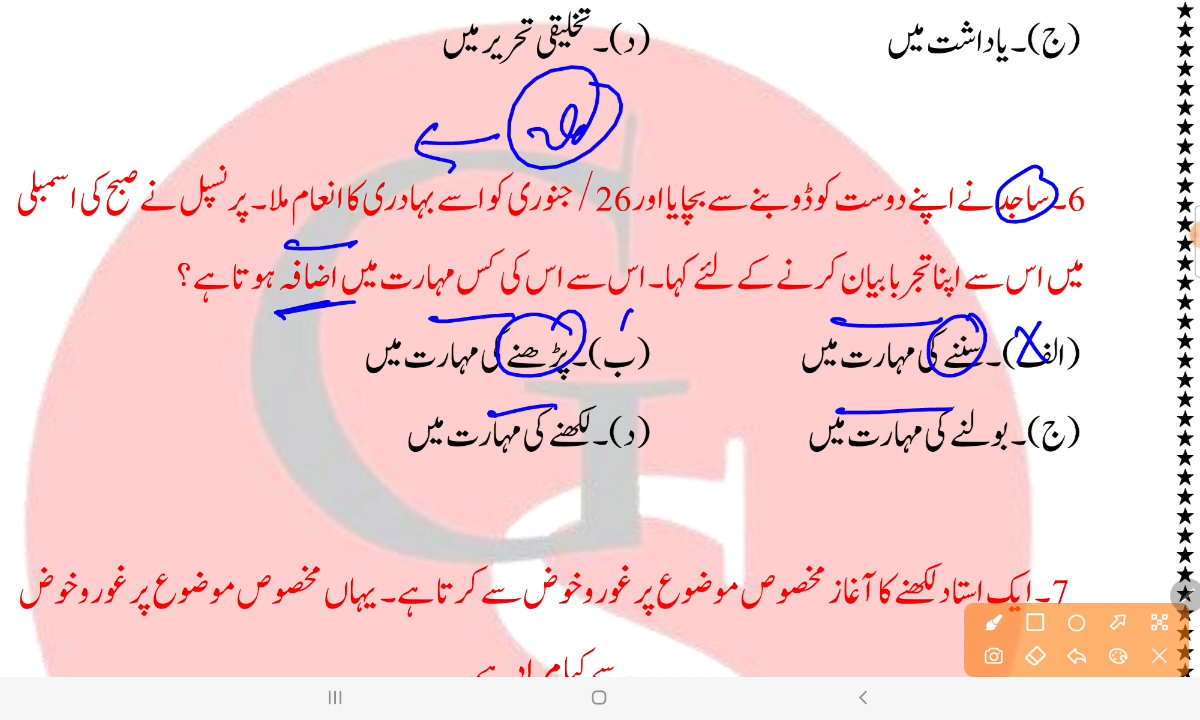 (ج)۔ یاداشت میں (د)۔ تخلیقی تحریر میں
6۔ ساجد نے اپنے دوست کو ڈوبنے سے بچایا اور 26/ جنوری کو اسے بہادری کا انعام ملا۔ پرنسپل نے صبح کی اسمبلی
میں اس سے اپنا تجربا بیان کرنے کے لئے کہا۔ اس سے اس کی کس مہارت میں اضافہ ہوتا ہے؟
(الف)۔ سننے کی مہارت میں (ب)۔ پڑھنے کی مہارت میں
(ج)۔ بولنے کی مہارت میں (د)۔ لکھنے کی مہارت میں
7۔ ایک استاد لکھنے کا آغاز مخصوص موضوع پر غور و خوض سے کرتا ہے۔ یہاں مخصوص موضوع پر غور و خوض